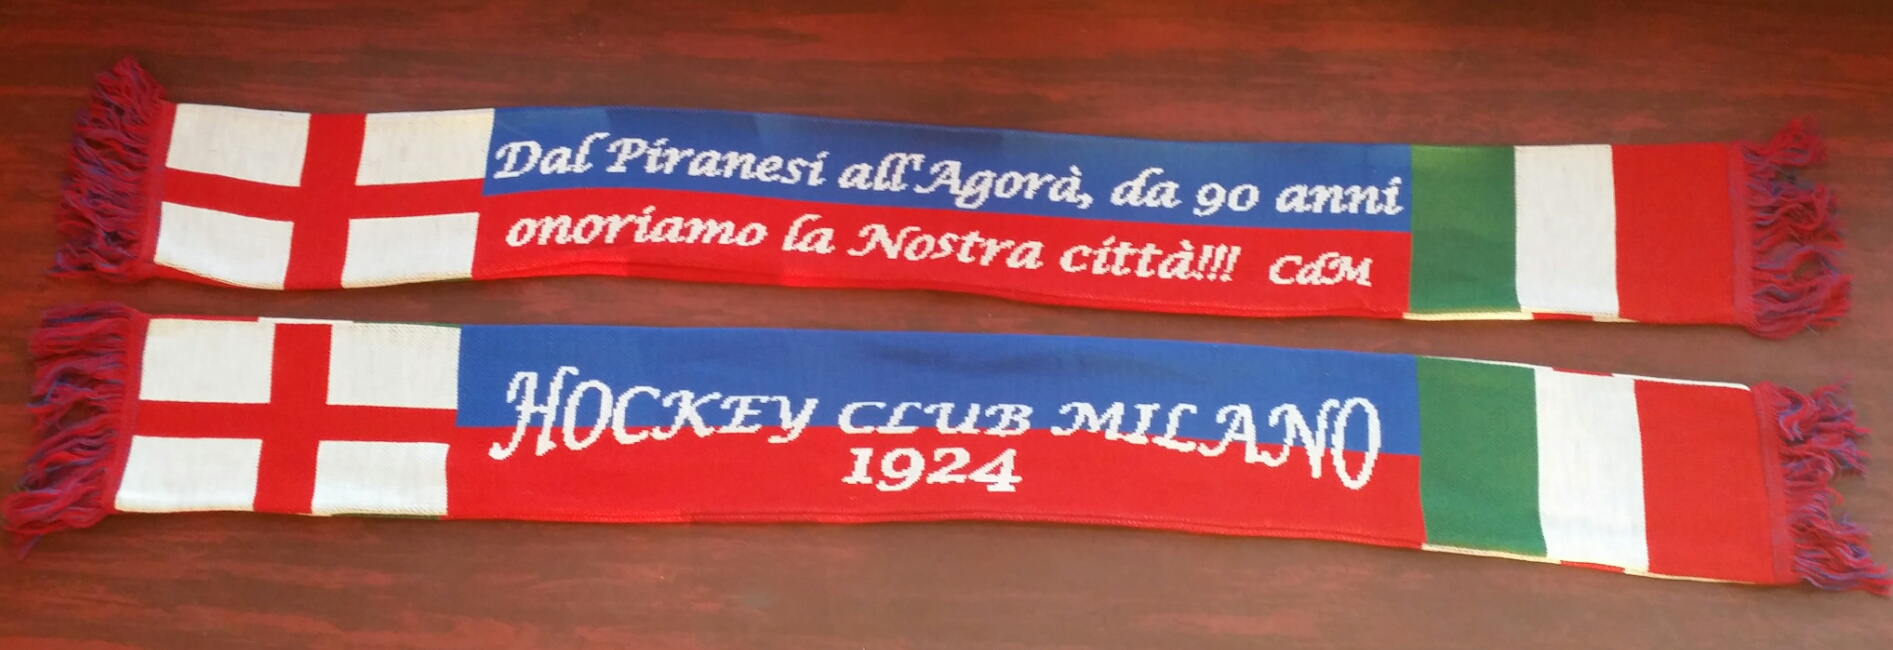 Dal Piranesi all'Agorà, da 90 anni
onoriamo la Nostra città!!! CdM
HOCKEY CLUB MILANO
1924